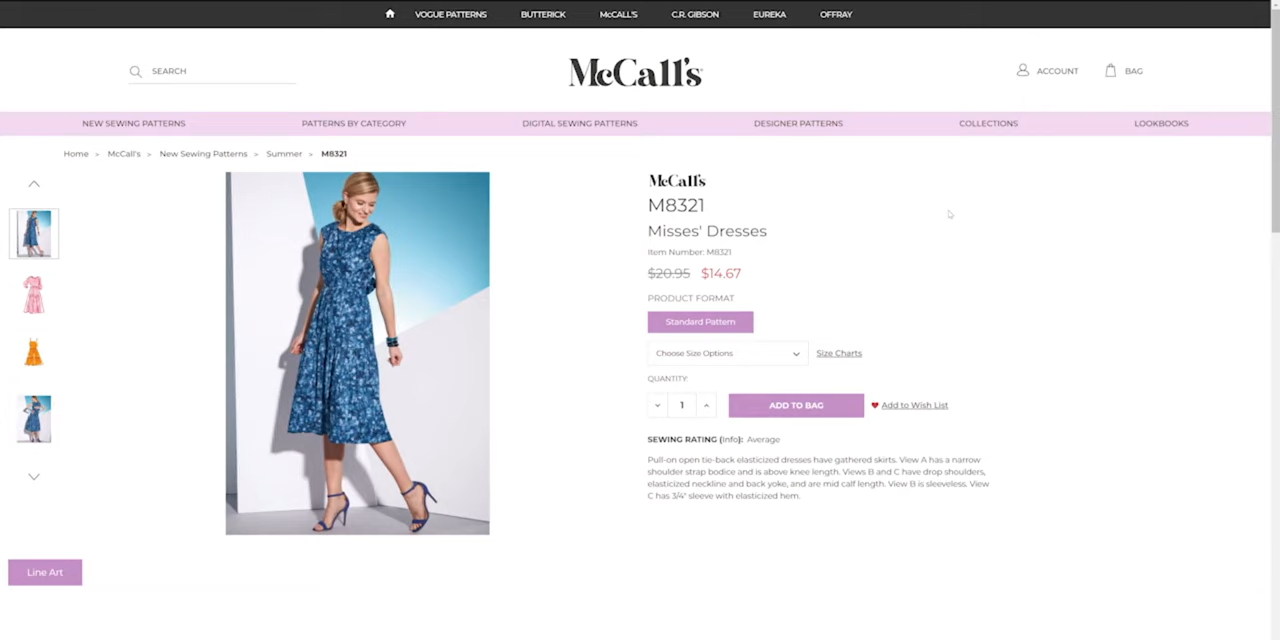 VOGUE PATTERNS BUTTERICK McCALL'S C.R. GIBSON EUREKA OFFRAY
SEARCH
McCall's
ACCOUNT
BAG
NEW SEWING PATTERNS PATTERNS BY CATEGORY DIGITAL SEWING PATTERNS DESIGNER PATTERNS COLLECTIONS LOOKBOOKS
Home > McCall's > New Sewing Patterns > Summer > M8321
McCall's
M8321
Misses' Dresses
Item Number: M8321
$20.95 $14.67
PRODUCT FORMAT
Standard Pattern
Choose Size Options
Size Charts
QUANTITY:
1
ADD TO BAG
Add to Wish List
SEWING RATING (Info): Average
Pull-on open tie-back elasticized dresses have gathered skirts. View A has a narrow
shoulder strap bodice and is above knee length. Views B and C have drop shoulders,
elasticized neckline and back yoke, and are mid calf length. View B is sleeveless. View
C has 3/4" sleeve with elasticized hem.
Line Art